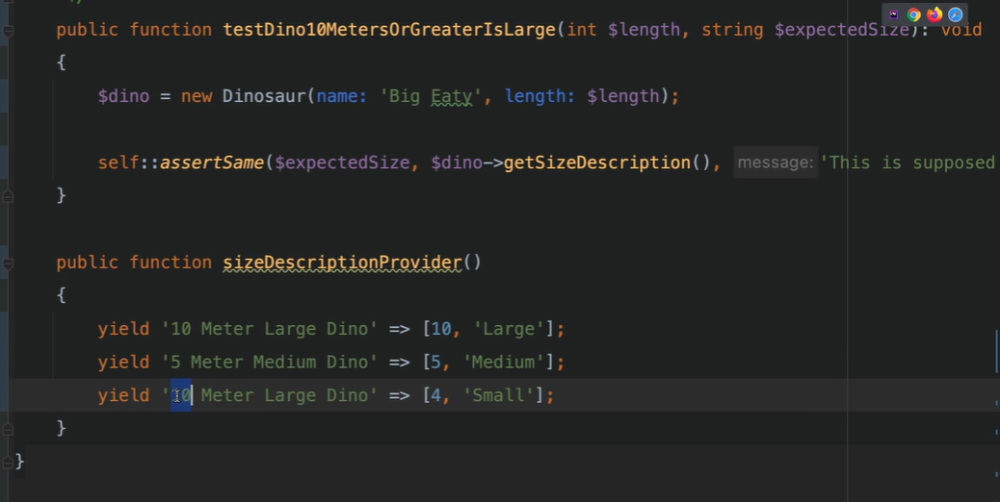 */
public function testDino10MetersOrGreaterIsLarge(int $length, string $expectedSize): void
{
$dino = new Dinosaur(name: 'Big Eaty', length: $length);
self::assertSame($expectedSize, $dino->getSizeDescription(), message: 'This is supposed
}
public function sizeDescriptionProvider()
{
yield '10 Meter Large Dino' => [10, 'Large'];
yield '5 Meter Medium Dino' => [5, 'Medium'];
yield '10 Meter Large Dino' => [4, 'Small'];
}
}